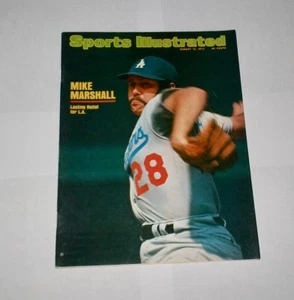 Sports Illustrated
MIKE
MARSHALL
Lasting Relief
for L.A.
28